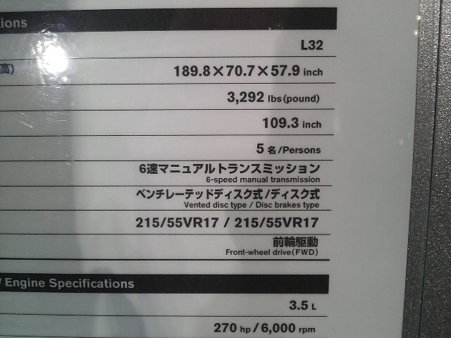 ions
L32
高)
189.8×70.7×57.9 inch
3,292 lbs(pound)
109.3 inch
5 名/Persons
6速マニュアルトランスミッション
6-speed manual transmission
ベンチレーテッドディスク式/ディスク式
Vented disc type / Disc brakes type
215/55VR17 / 215/55VR17
前輪駆動
Front-wheel drive(FWD)
/ Engine Specifications
3.5 L
270 hp/6,000 rpm